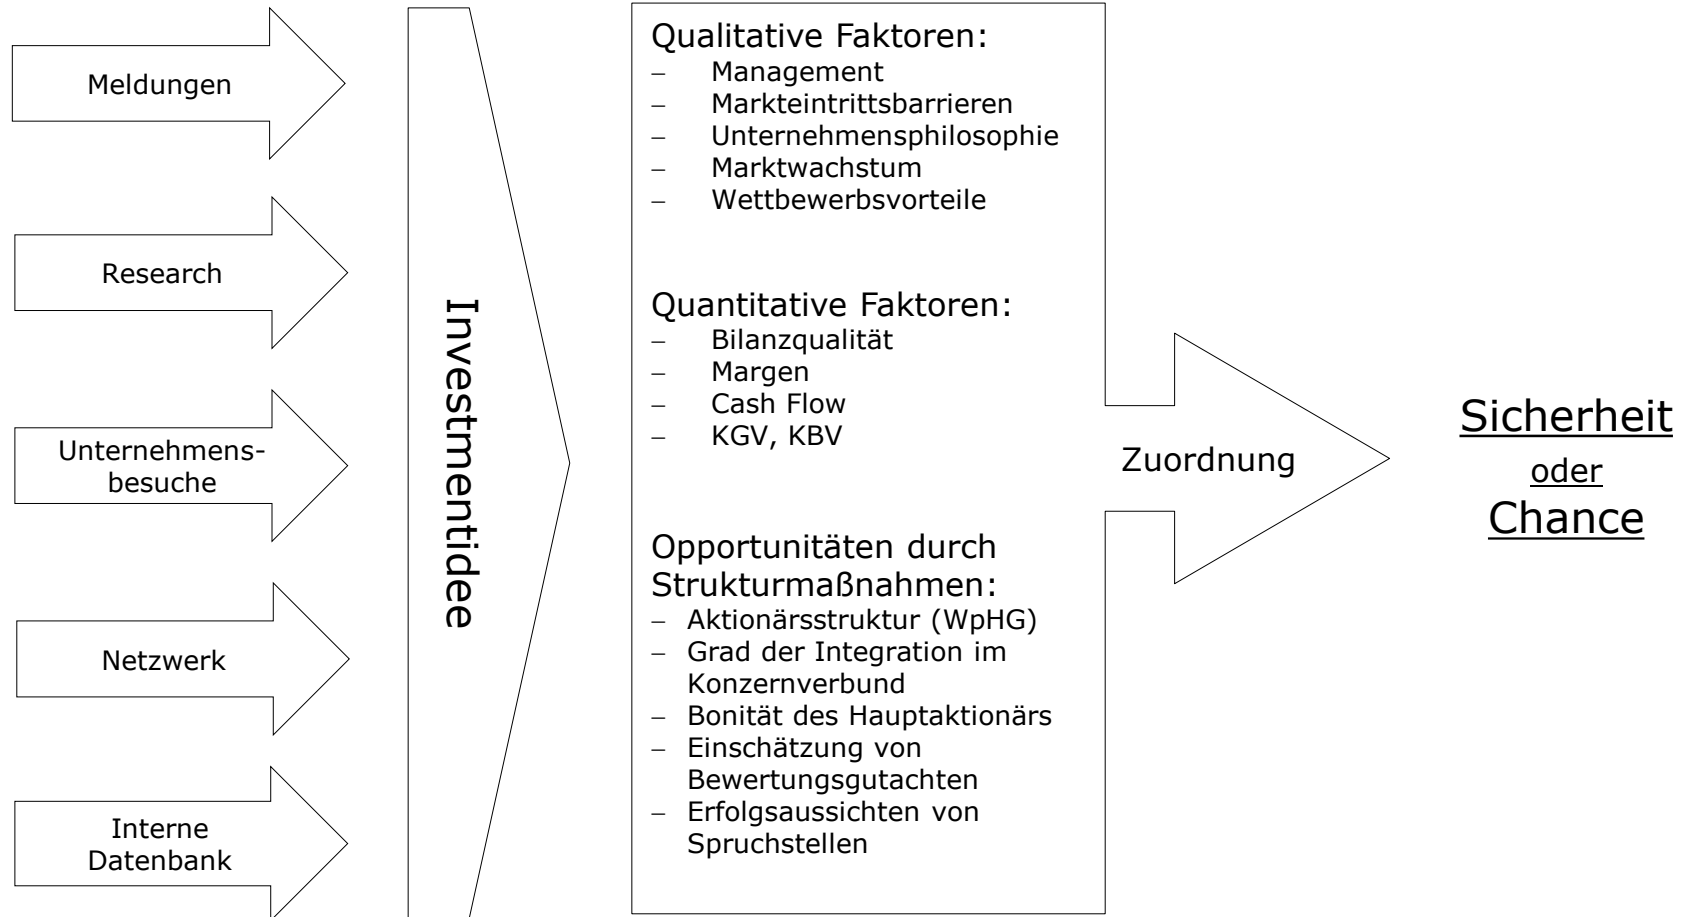 Meldungen
Research
Unternehmens-
besuche
Netzwerk
Interne
Datenbank
Investmentidee
Qualitative Faktoren:
– Management
– Markteintrittsbarrieren
– Unternehmensphilosophie
– Marktwachstum
– Wettbewerbsvorteile
Quantitative Faktoren:
– Bilanzqualität
– Margen
– Cash Flow
– KGV, KBV
Opportunitäten durch
Strukturmaßnahmen:
– Aktionärsstruktur (WpHG)
– Grad der Integration im
Konzernverbund
– Bonität des Hauptaktionärs
– Einschätzung von
Bewertungsgutachten
– Erfolgsaussichten von
Spruchstellen
Zuordnung
Sicherheit
oder
Chance